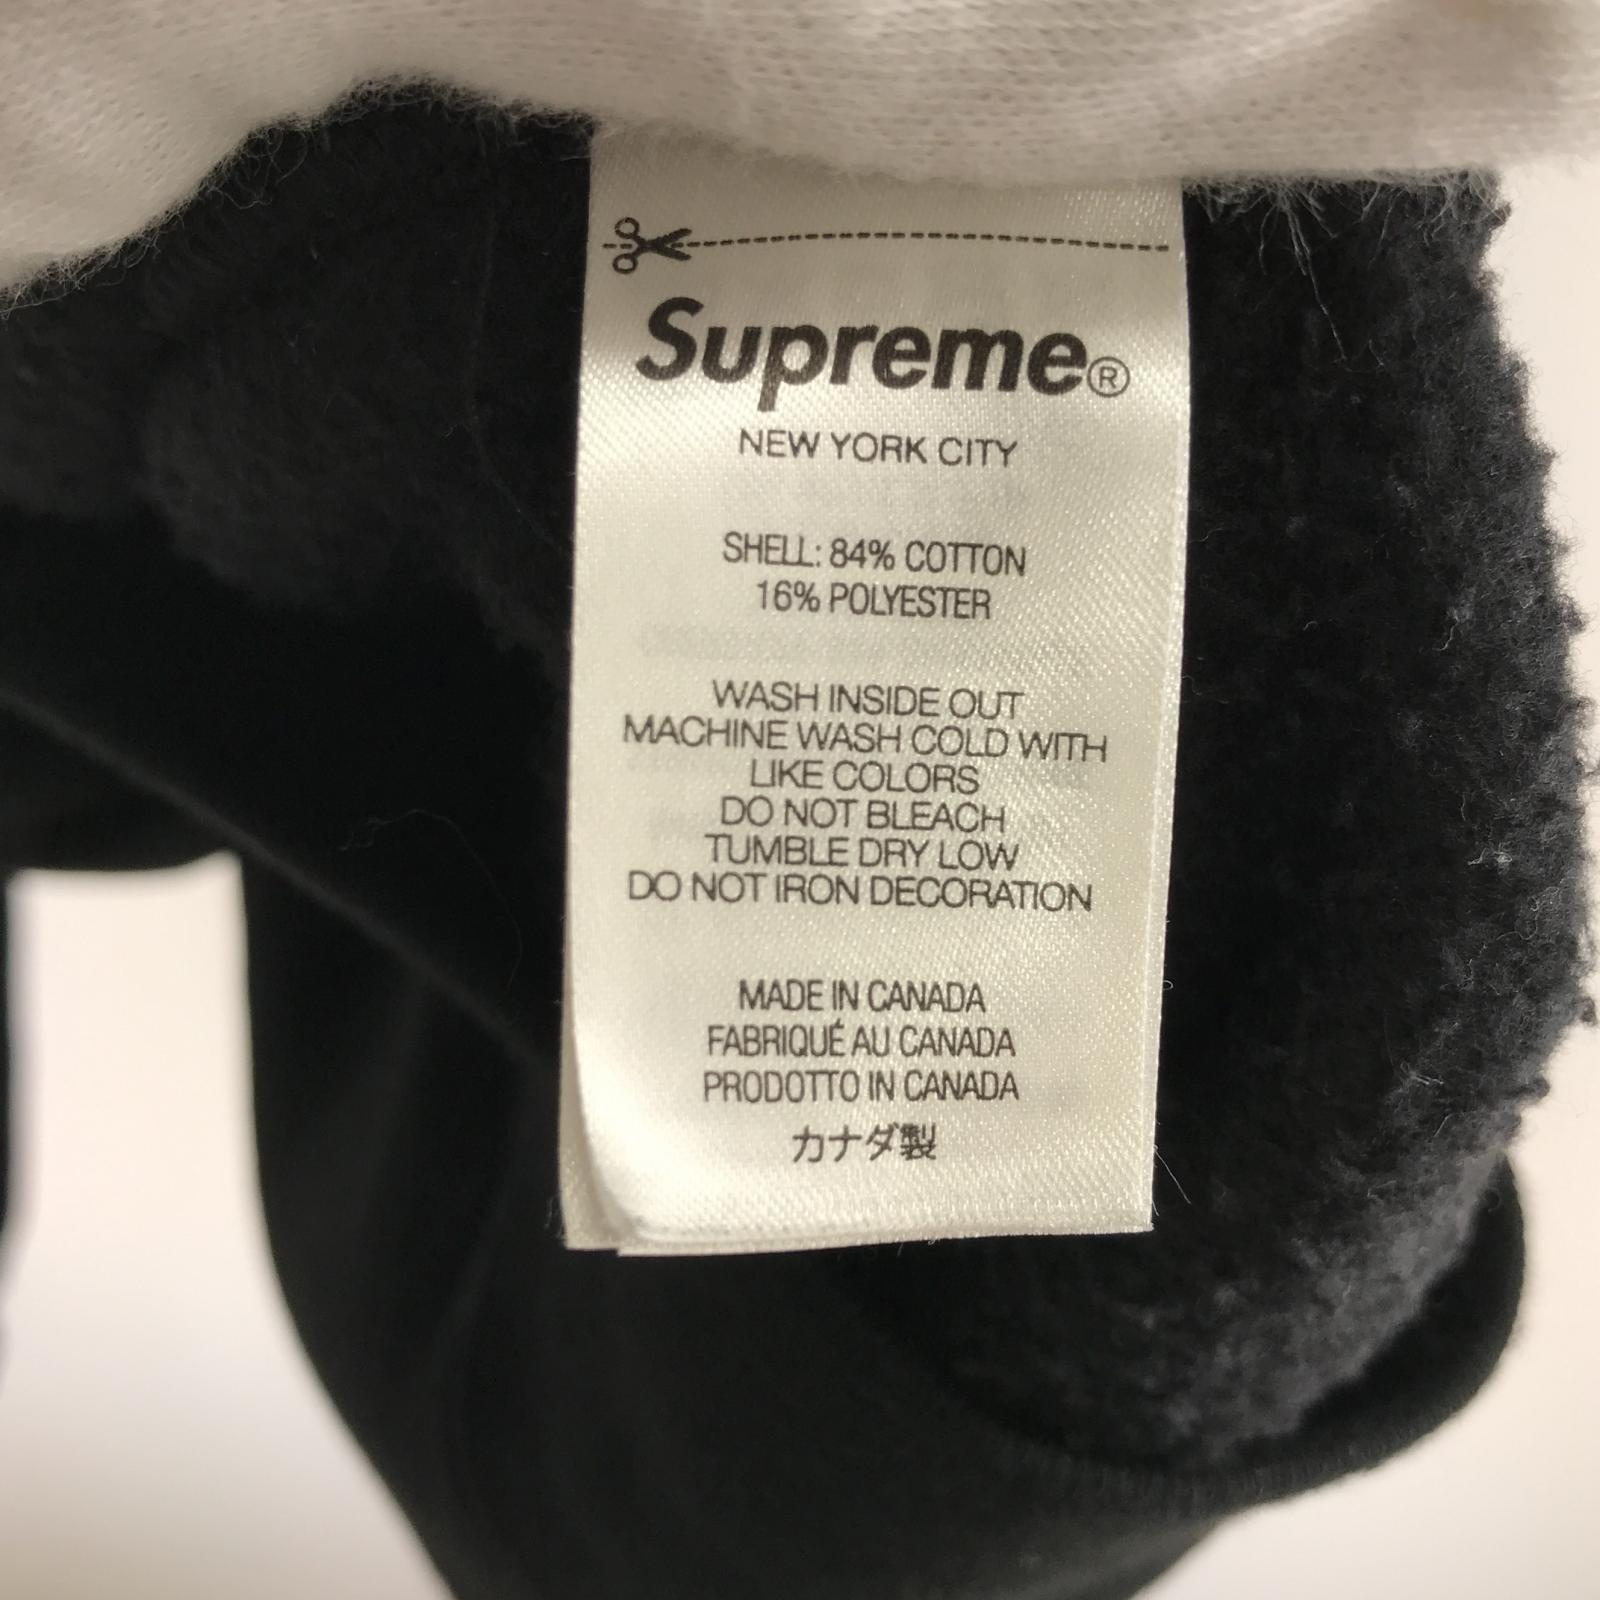 Supreme®
NEW YORK CITY
SHELL: 84% COTTON
16% POLYESTER
WASH INSIDE OUT
MACHINE WASH COLD WITH
LIKE COLORS
DO NOT BLEACH
TUMBLE DRY LOW
DO NOT IRON DECORATION
MADE IN CANADA
FABRIQUÉ AU CANADA
PRODOTTO IN CANADA
カナダ製